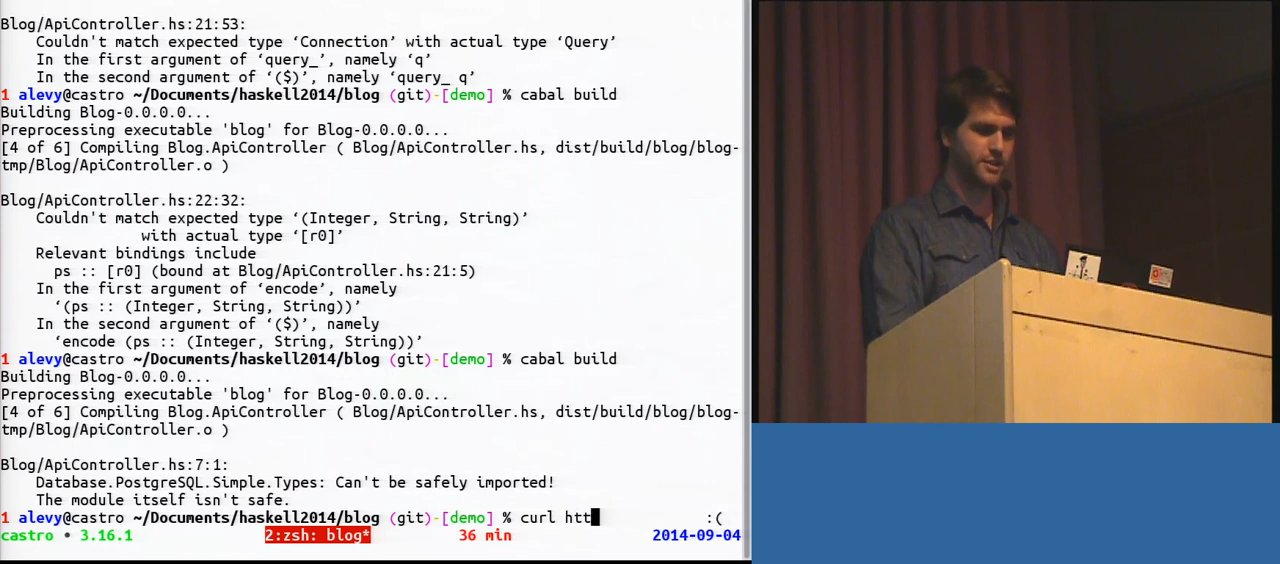 Blog/ApiController.hs:21:53:
    Couldn't match expected type ‘Connection’ with actual type ‘Query’
    In the first argument of ‘query_’, namely ‘q’
    In the second argument of ‘($)’, namely ‘query_ q’
1 alevy@castro ~/Documents/haskell2014/blog (git)-[demo] % cabal build
Building Blog-0.0.0.0...
Preprocessing executable 'blog' for Blog-0.0.0.0...
[4 of 6] Compiling Blog.ApiController ( Blog/ApiController.hs, dist/build/blog/blog-
tmp/Blog/ApiController.o )
Blog/ApiController.hs:22:32:
    Couldn't match expected type ‘(Integer, String, String)’
                with actual type ‘[r0]’
    Relevant bindings include
      ps :: [r0] (bound at Blog/ApiController.hs:21:5)
    In the first argument of ‘encode’, namely
      ‘(ps :: (Integer, String, String))’
    In the second argument of ‘($)’, namely
      ‘encode (ps :: (Integer, String, String))’
1 alevy@castro ~/Documents/haskell2014/blog (git)-[demo] % cabal build
Building Blog-0.0.0.0...
Preprocessing executable 'blog' for Blog-0.0.0.0...
[4 of 6] Compiling Blog.ApiController ( Blog/ApiController.hs, dist/build/blog/blog-
tmp/Blog/ApiController.o )
Blog/ApiController.hs:7:1:
    Database.PostgreSQL.Simple.Types: Can't be safely imported!
    The module itself isn't safe.
1 alevy@castro ~/Documents/haskell2014/blog (git)-[demo] % curl htt :(
castro • 3.16.1 2:zsh: blog* 36 min 2014-09-04